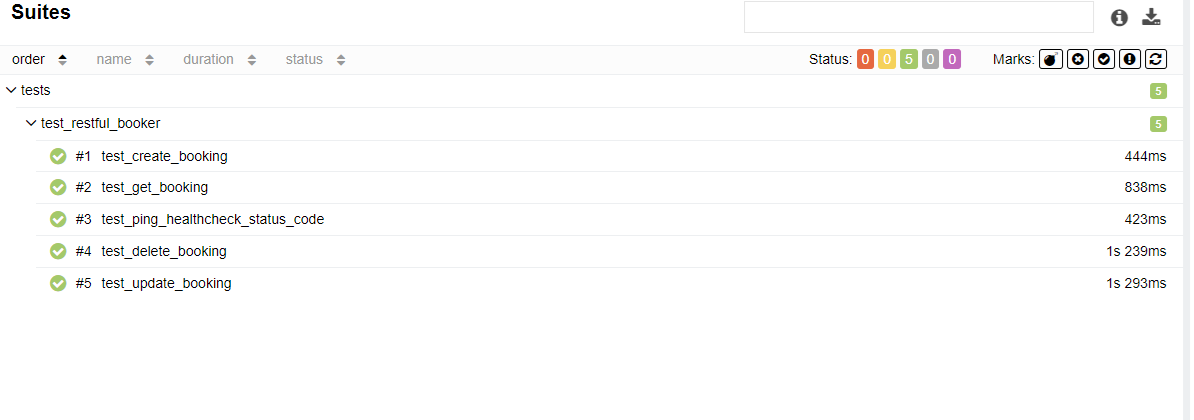 Suites
order name duration status Status: 0 0 5 0 0 Marks:
tests 5
test_restful_booker 5
#1 test_create_booking 444ms
#2 test_get_booking 838ms
#3 test_ping_healthcheck_status_code 423ms
#4 test_delete_booking 1s 239ms
#5 test_update_booking 1s 293ms